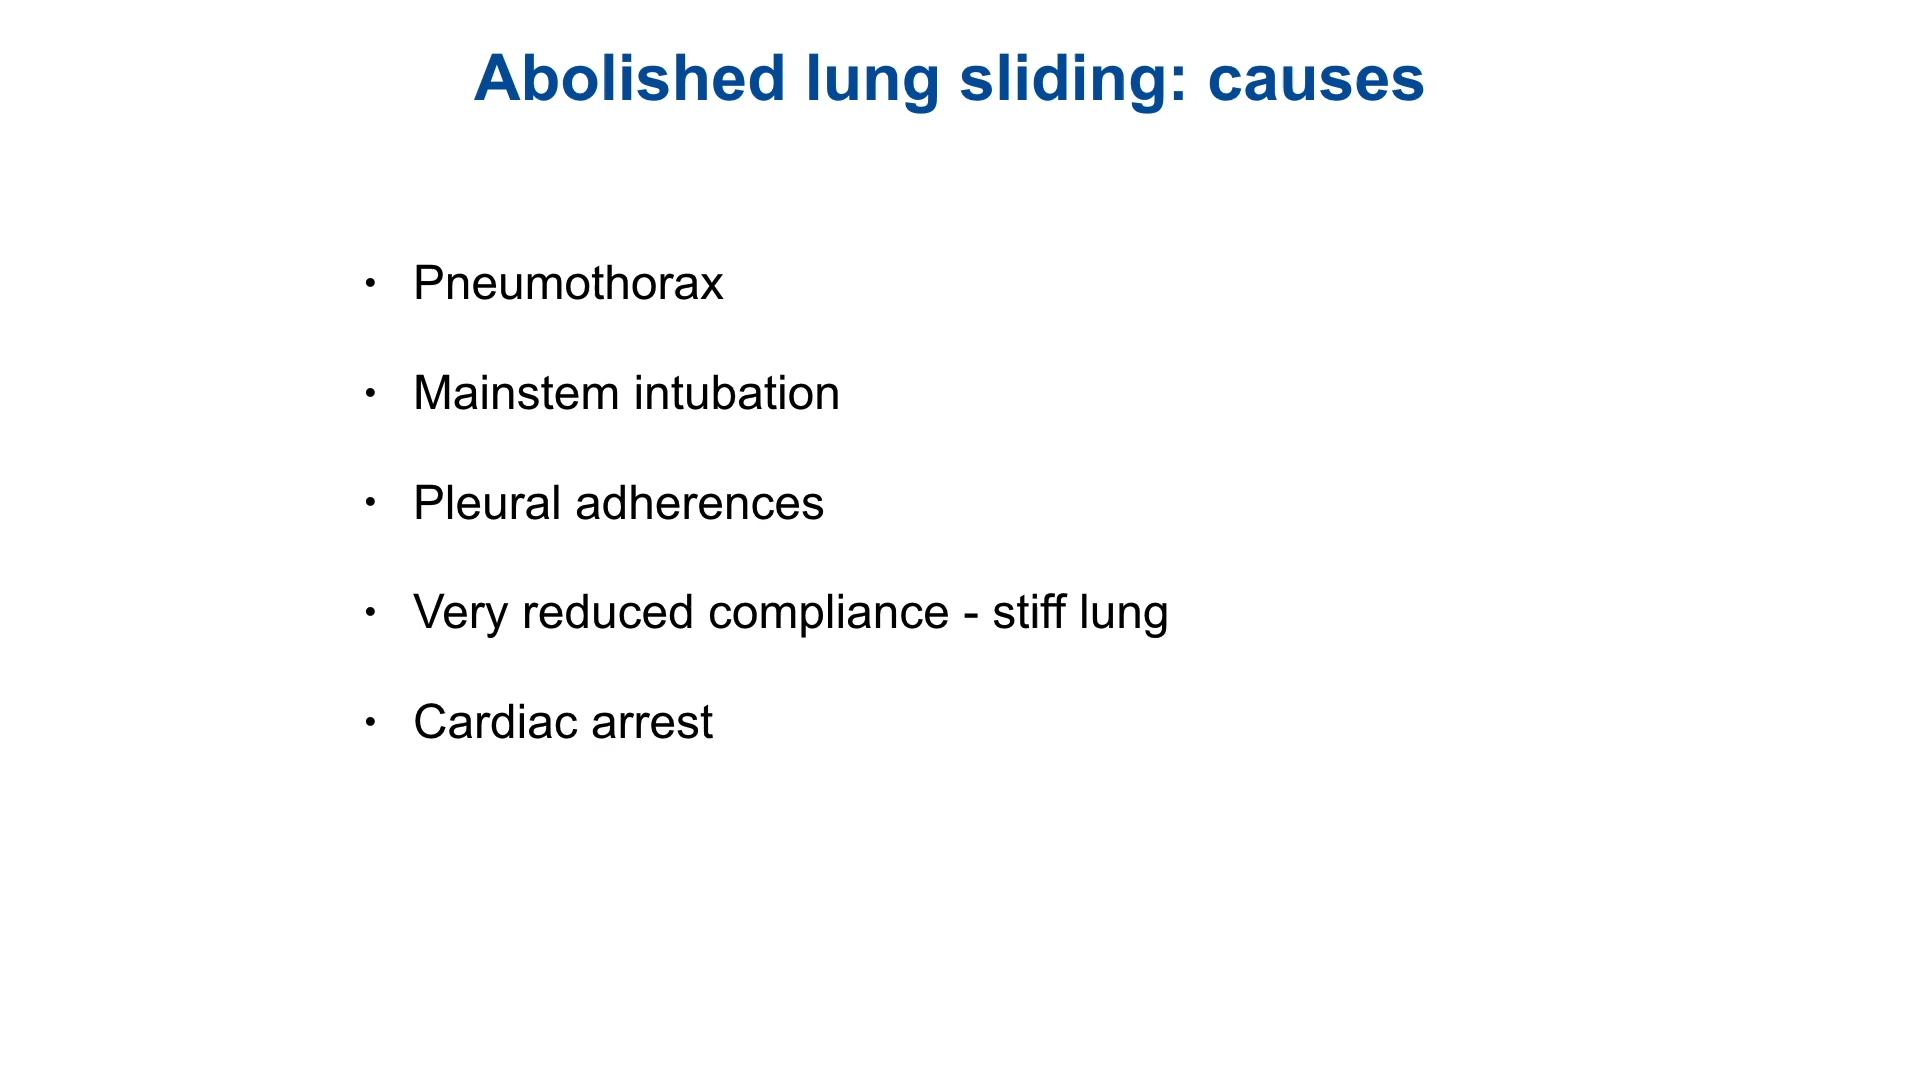 Abolished lung sliding: causes
• Pneumothorax
• Mainstem intubation
• Pleural adherences
• Very reduced compliance - stiff lung
• Cardiac arrest